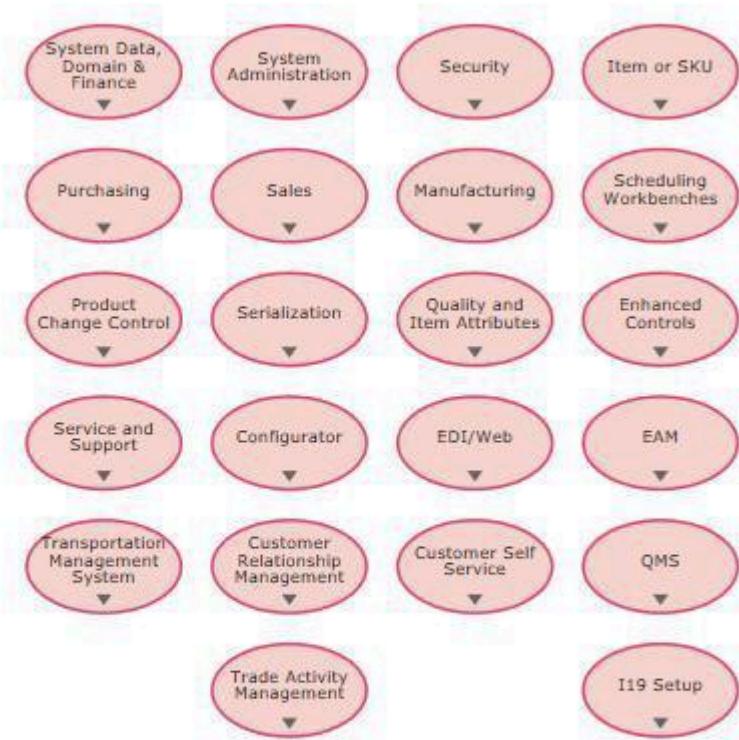 System Data,
Domain &
Finance
System
Administration
Security
Item or SKU
Purchasing
Sales
Manufacturing
Scheduling
Workbenches
Product
Change Control
Serialization
Quality and
Item Attributes
Enhanced
Controls
Service and
Support
Configurator
EDI/Web
EAM
Transportation
Management
System
Customer
Relationship
Management
Customer Self
Service
QMS
Trade Activity
Management
I19 Setup